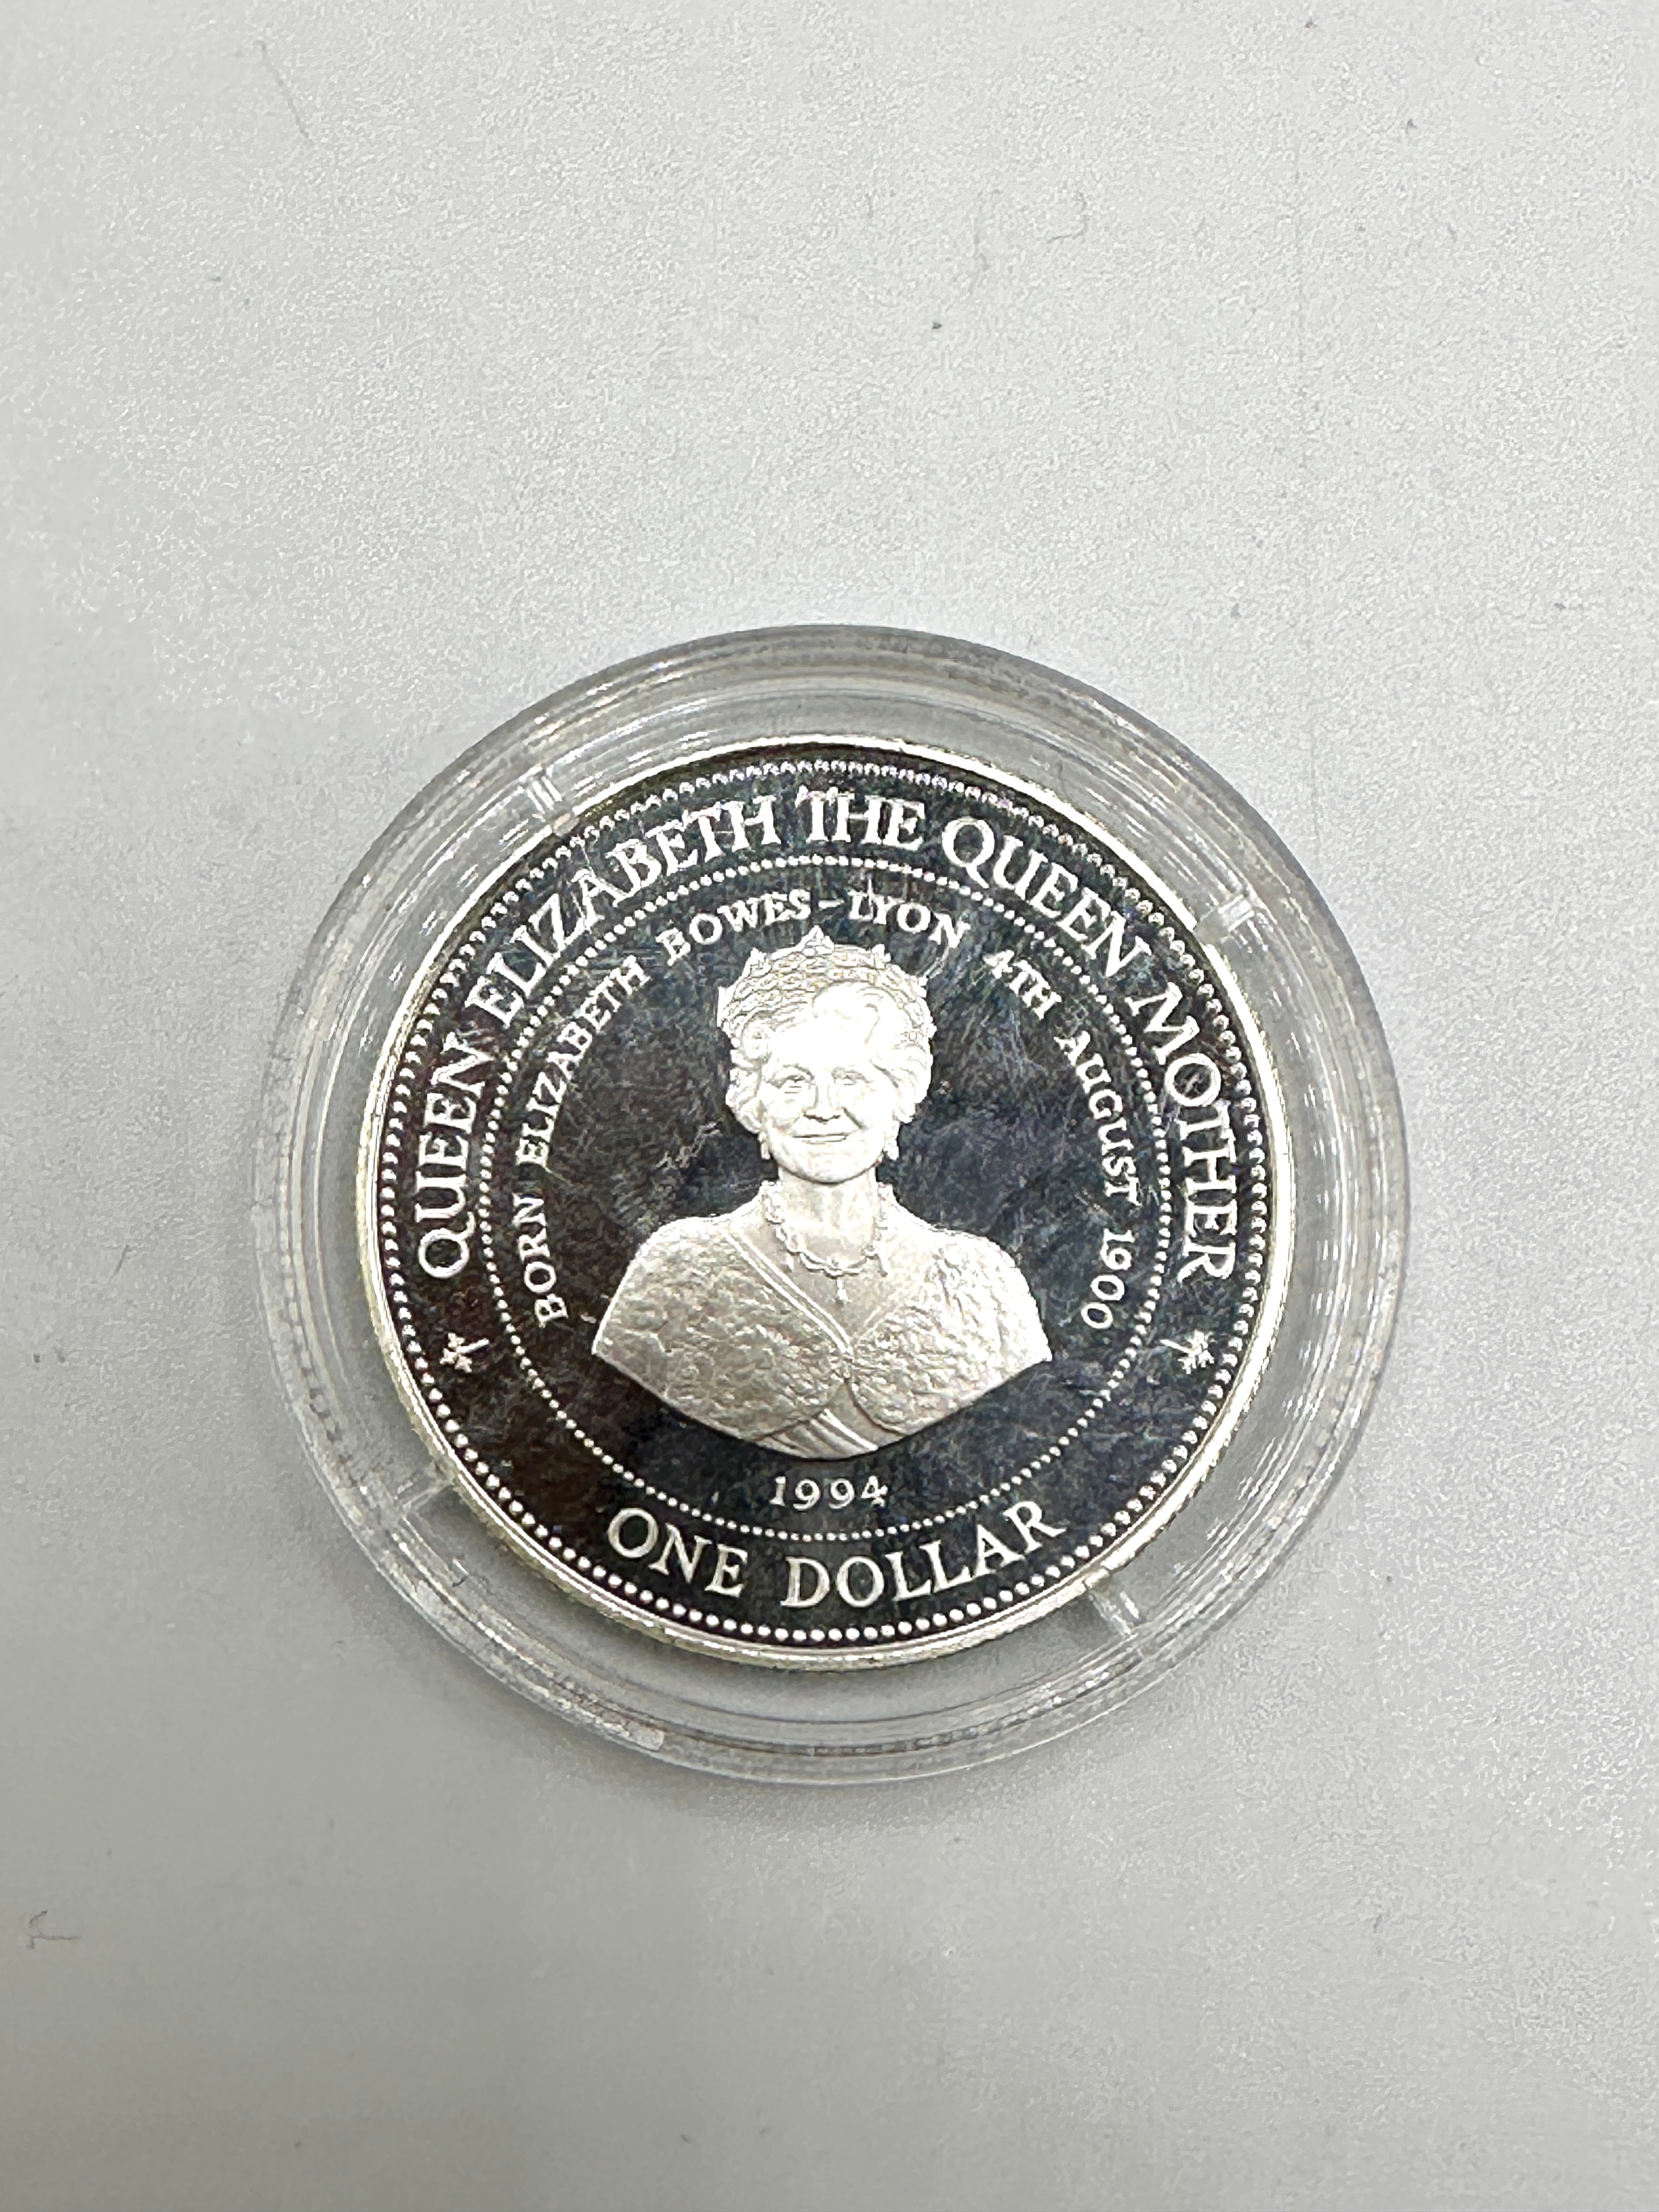 QUEEN ELIZABETH THE QUEEN MOTHER
BORN ELIZABETH BOWES-LYON 4TH AUGUST 1900
1994
ONE DOLLAR